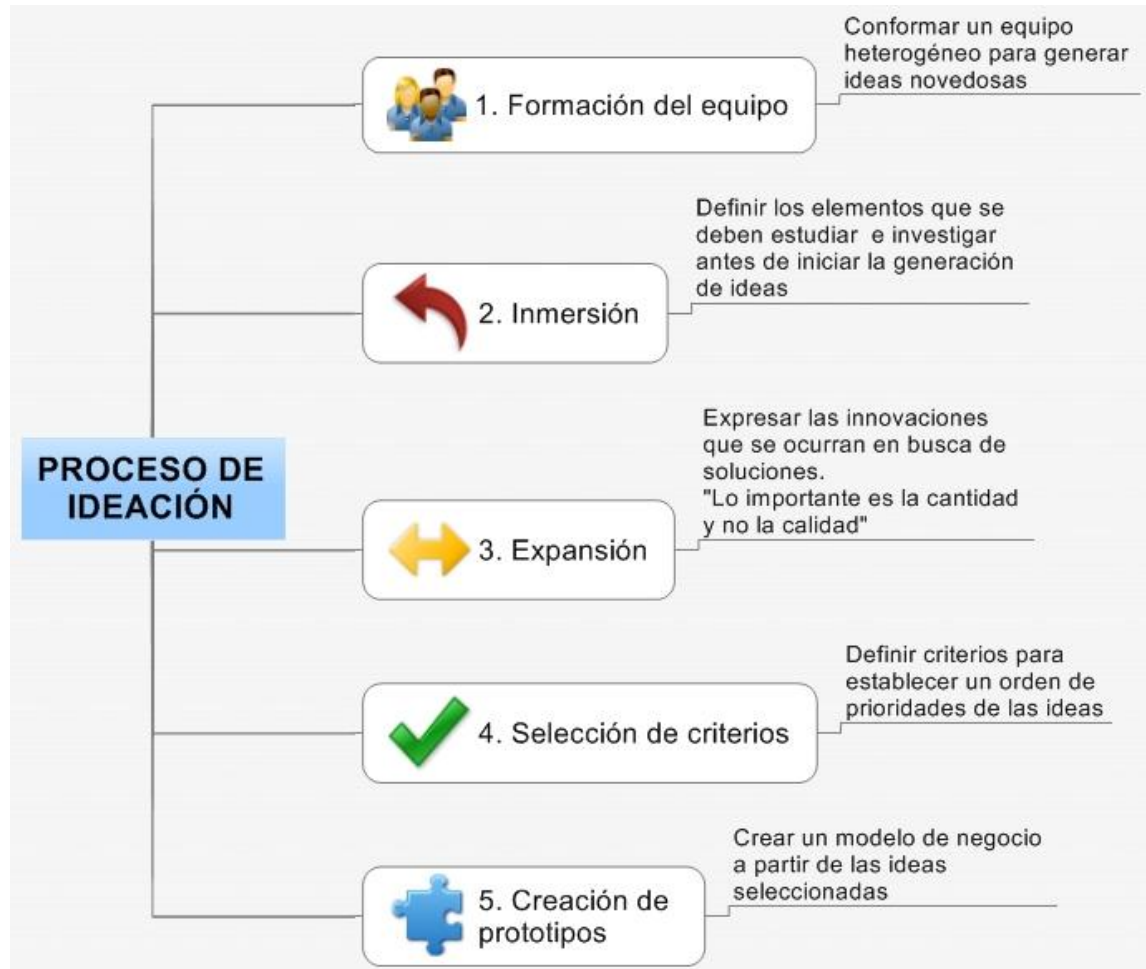 PROCESO DE
IDEACIÓN
1. Formación del equipo
Conformar un equipo
heterogéneo para generar
ideas novedosas
2. Inmersión
Definir los elementos que se
deben estudiar e investigar
antes de iniciar la generación
de ideas
3. Expansión
Expresar las innovaciones
que se ocurran en busca de
soluciones.
"Lo importante es la cantidad
y no la calidad"
4. Selección de criterios
Definir criterios para
establecer un orden de
prioridades de las ideas
5. Creación de
prototipos
Crear un modelo de negocio
a partir de las ideas
seleccionadas